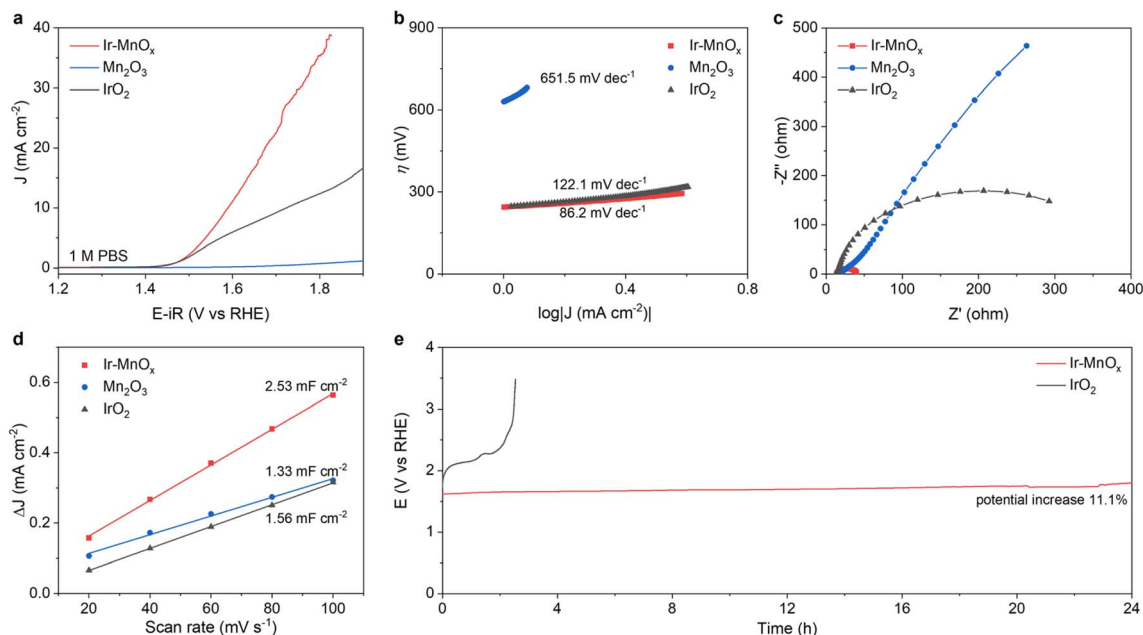 a
J (mA cm⁻²)
40
30
20
10
0
Ir-MnOₓ
Mn₂O₃
IrO₂
1 M PBS
1.2
1.4
1.6
1.8
E-iR (V vs RHE)
b
η (mV)
900
600
300
0
651.5 mV dec⁻¹
Ir-MnOₓ
Mn₂O₃
IrO₂
122.1 mV dec⁻¹
86.2 mV dec⁻¹
0.0
0.4
0.8
log|J (mA cm⁻²)|
c
-Z'' (ohm)
500
400
300
200
100
0
Ir-MnOₓ
Mn₂O₃
IrO₂
0
100
200
300
400
Z' (ohm)
d
ΔJ (mA cm⁻²)
0.6
0.4
0.2
0.0
Ir-MnOₓ
Mn₂O₃
IrO₂
2.53 mF cm⁻²
1.33 mF cm⁻²
1.56 mF cm⁻²
20
40
60
80
100
Scan rate (mV s⁻¹)
e
E (V vs RHE)
4
3
2
1
0
Ir-MnOₓ
IrO₂
potential increase 11.1%
0
4
8
12
16
20
24
Time (h)